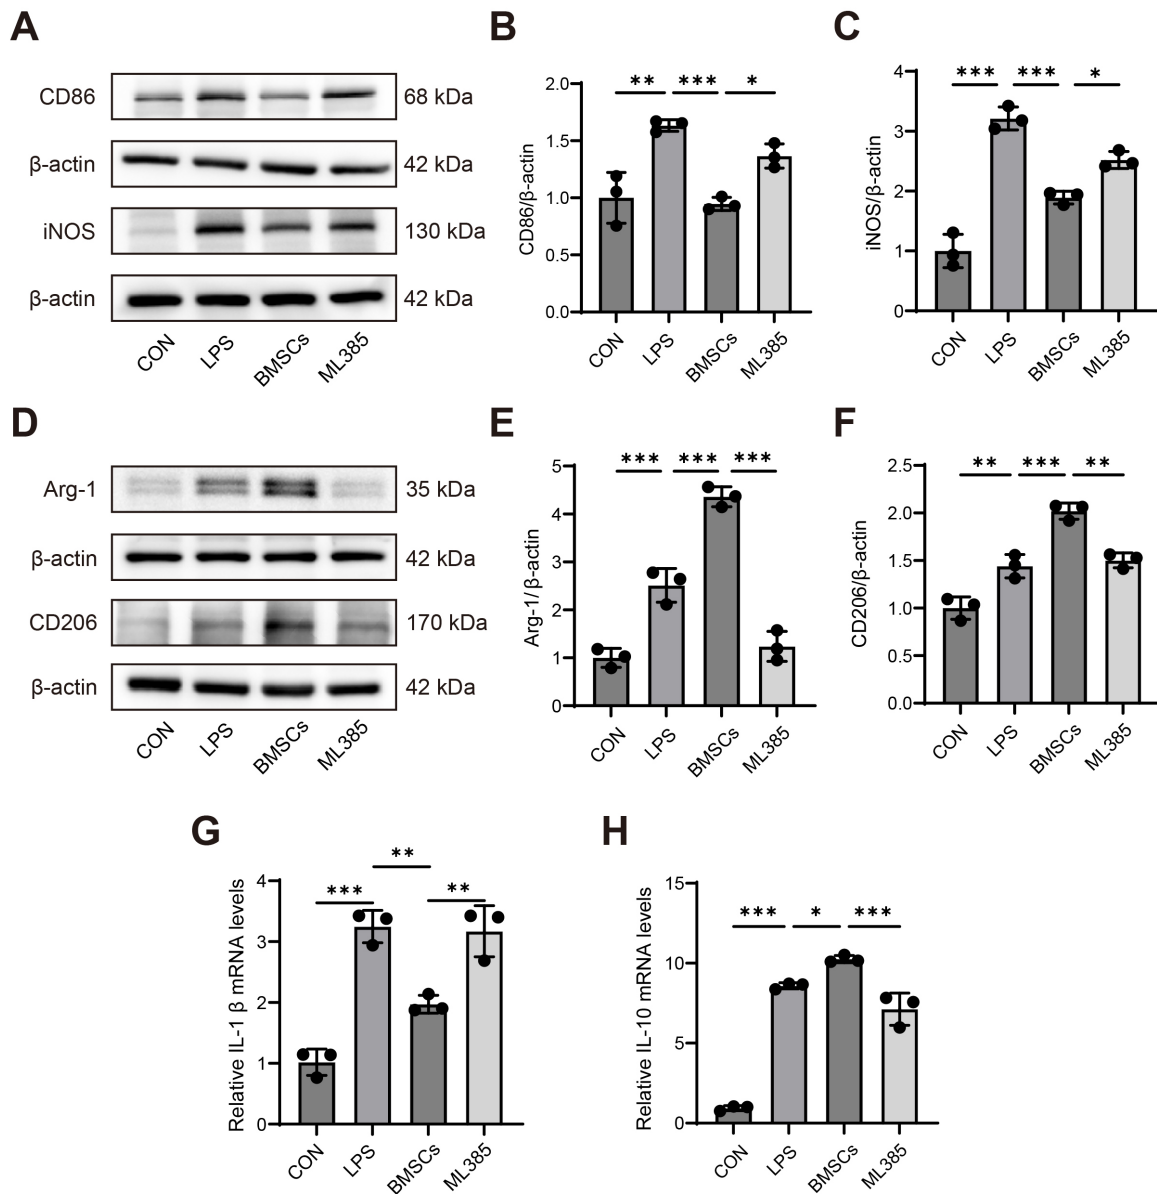 A
CD86
68 kDa
β-actin
42 kDa
iNOS
130 kDa
β-actin
42 kDa
CON
LPS
BMSCs
ML385
B
CD86/β-actin
2.0
1.5
1.0
0.5
0.0
** *** *
CON
LPS
BMSCs
ML385
C
iNOS/β-actin
4
3
2
1
0
*** *** *
CON
LPS
BMSCs
ML385
D
Arg-1
35 kDa
β-actin
42 kDa
CD206
170 kDa
β-actin
42 kDa
CON
LPS
BMSCs
ML385
E
Arg-1/β-actin
5
4
3
2
1
0
*** *** ***
CON
LPS
BMSCs
ML385
F
CD206/β-actin
2.5
2.0
1.5
1.0
0.5
0.0
** *** **
CON
LPS
BMSCs
ML385
G
Relative IL-1 β mRNA levels
4
3
2
1
0
**
*** **
CON
LPS
BMSCs
ML385
H
Relative IL-10 mRNA levels
15
10
5
0
*** * ***
CON
LPS
BMSCs
ML385